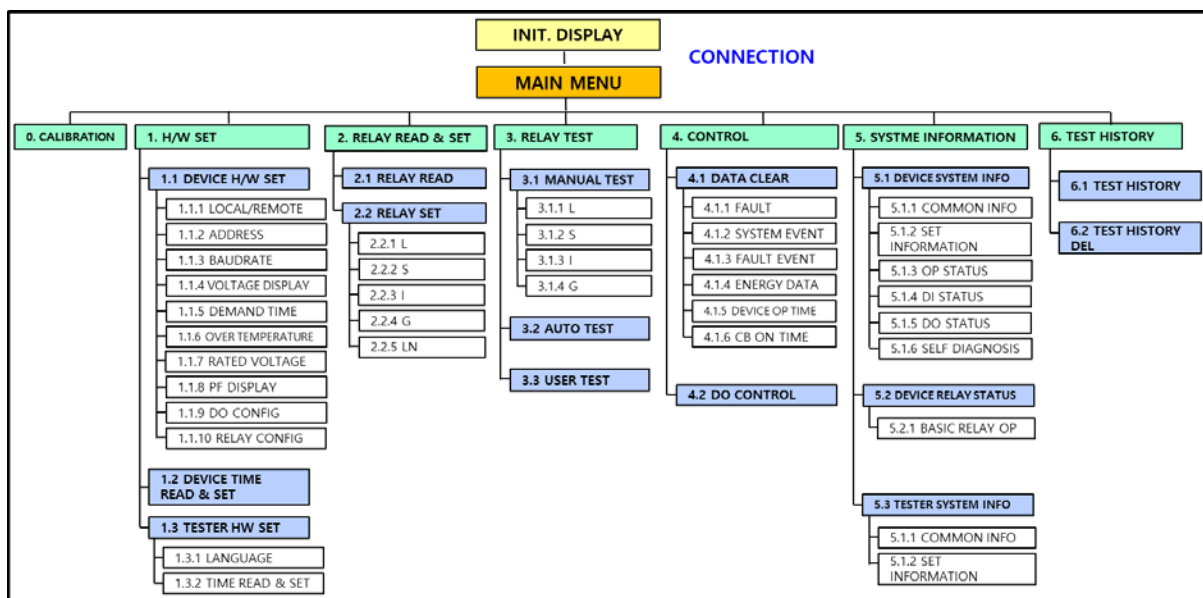 INIT. DISPLAY
CONNECTION
MAIN MENU
0. CALIBRATION
1. H/W SET
1.1 DEVICE H/W SET
1.1.1 LOCAL/REMOTE
1.1.2 ADDRESS
1.1.3 BAUDRATE
1.1.4 VOLTAGE DISPLAY
1.1.5 DEMAND TIME
1.1.6 OVER TEMPERATURE
1.1.7 RATED VOLTAGE
1.1.8 PF DISPLAY
1.1.9 DO CONFIG
1.1.10 RELAY CONFIG
1.2 DEVICE TIME
READ & SET
1.3 TESTER HW SET
1.3.1 LANGUAGE
1.3.2 TIME READ & SET
2. RELAY READ & SET
2.1 RELAY READ
2.2 RELAY SET
2.2.1 L
2.2.2 S
2.2.3 I
2.2.4 G
2.2.5 LN
3. RELAY TEST
3.1 MANUAL TEST
3.1.1 L
3.1.2 S
3.1.3 I
3.1.4 G
3.2 AUTO TEST
3.3 USER TEST
4. CONTROL
4.1 DATA CLEAR
4.1.1 FAULT
4.1.2 SYSTEM EVENT
4.1.3 FAULT EVENT
4.1.4 ENERGY DATA
4.1.5 DEVICE OP TIME
4.1.6 CB ON TIME
4.2 DO CONTROL
5. SYSTME INFORMATION
5.1 DEVICE SYSTEM INFO
5.1.1 COMMON INFO
5.1.2 SET
INFORMATION
5.1.3 OP STATUS
5.1.4 DI STATUS
5.1.5 DO STATUS
5.1.6 SELF DIAGNOSIS
5.2 DEVICE RELAY STATUS
5.2.1 BASIC RELAY OP
5.3 TESTER SYSTEM INFO
5.1.1 COMMON INFO
5.1.2 SET
INFORMATION
6. TEST HISTORY
6.1 TEST HISTORY
6.2 TEST HISTORY
DEL